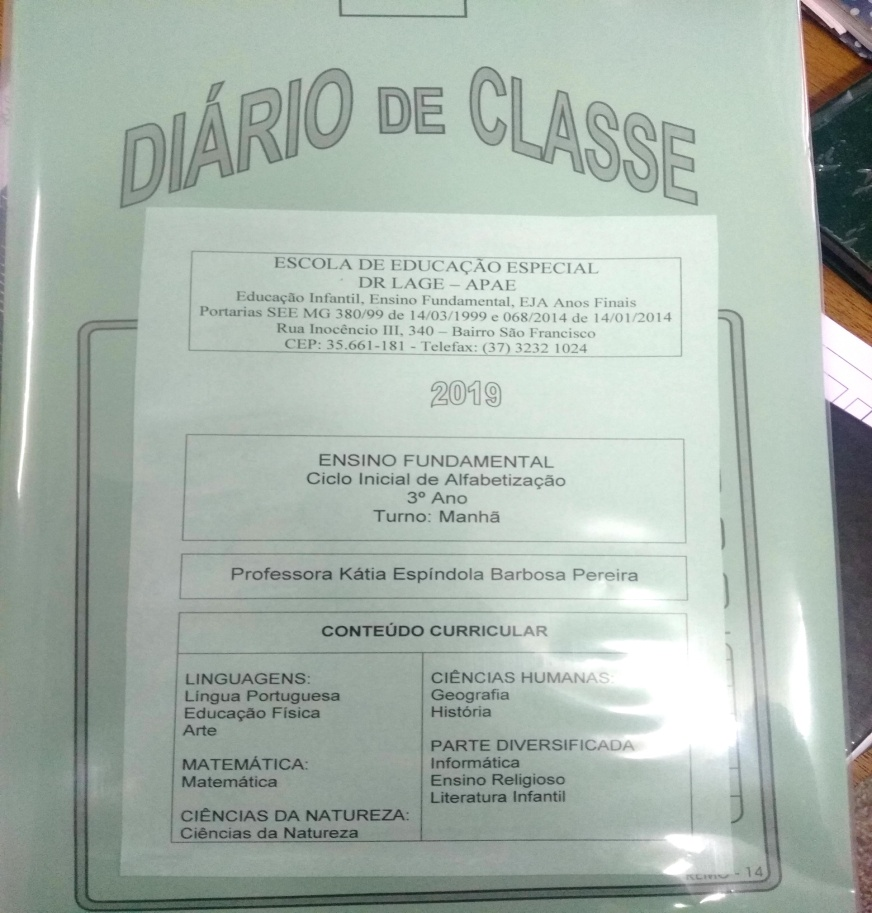 DIÁRIO DE CLASSE
ESCOLA DE EDUCAÇÃO ESPECIAL
DR LAGE – APAE
Educação Infantil, Ensino Fundamental, EJA Anos Finais
Portarias SEE MG 380/99 de 14/03/1999 e 068/2014 de 14/01/2014
Rua Inocêncio III, 340 – Bairro São Francisco
CEP: 35.661-181 - Telefax: (37) 3232 1024
2019
ENSINO FUNDAMENTAL
Ciclo Inicial de Alfabetização
3º Ano
Turno: Manhã
Professora Kátia Espíndola Barbosa Pereira
CONTEÚDO CURRICULAR
LINGUAGENS:
Língua Portuguesa
Educação Física
Arte
MATEMÁTICA:
Matemática
CIÊNCIAS DA NATUREZA:
Ciências da Natureza
CIÊNCIAS HUMANAS:
Geografia
História
PARTE DIVERSIFICADA
Informática
Ensino Religioso
Literatura Infantil
- 14